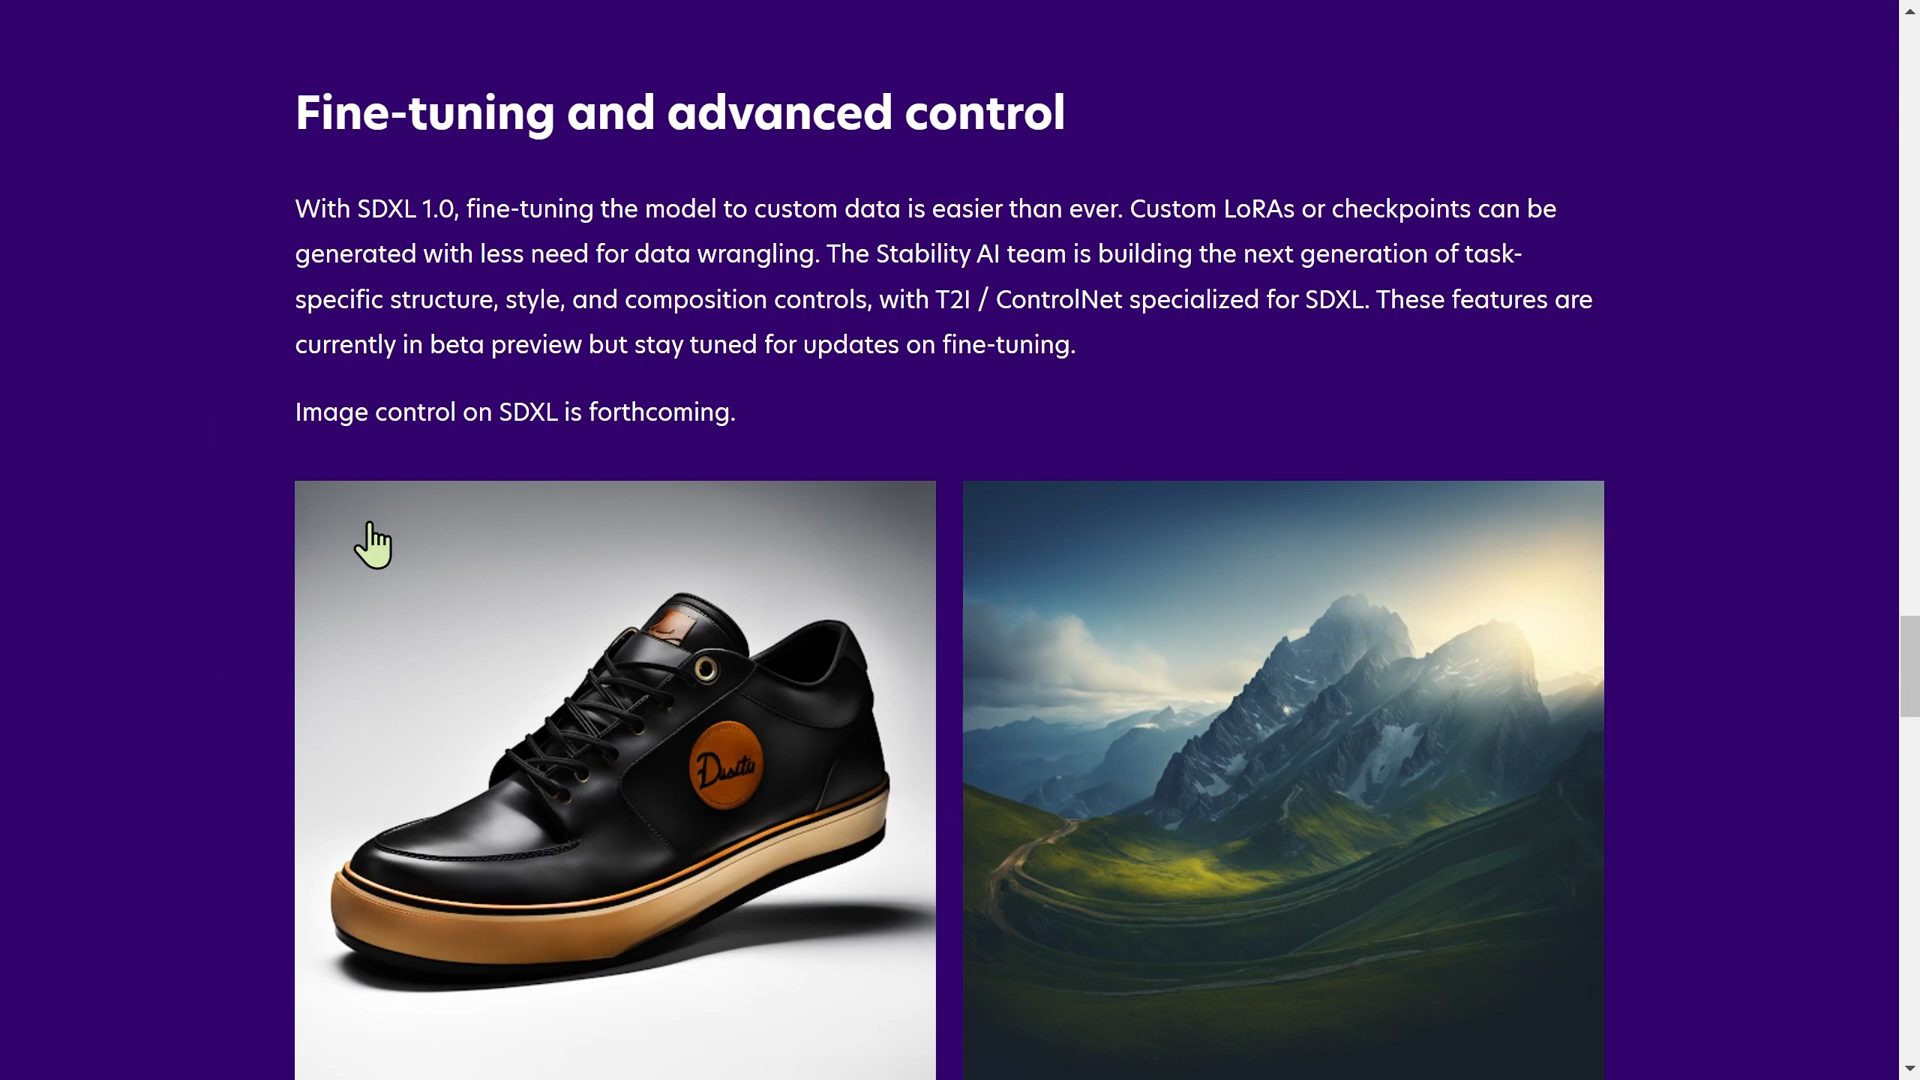 Fine-tuning and advanced control
With SDXL 1.0, fine-tuning the model to custom data is easier than ever. Custom LoRAs or checkpoints can be
generated with less need for data wrangling. The Stability AI team is building the next generation of task-
specific structure, style, and composition controls, with T2I / ControlNet specialized for SDXL. These features are
currently in beta preview but stay tuned for updates on fine-tuning.
Image control on SDXL is forthcoming.